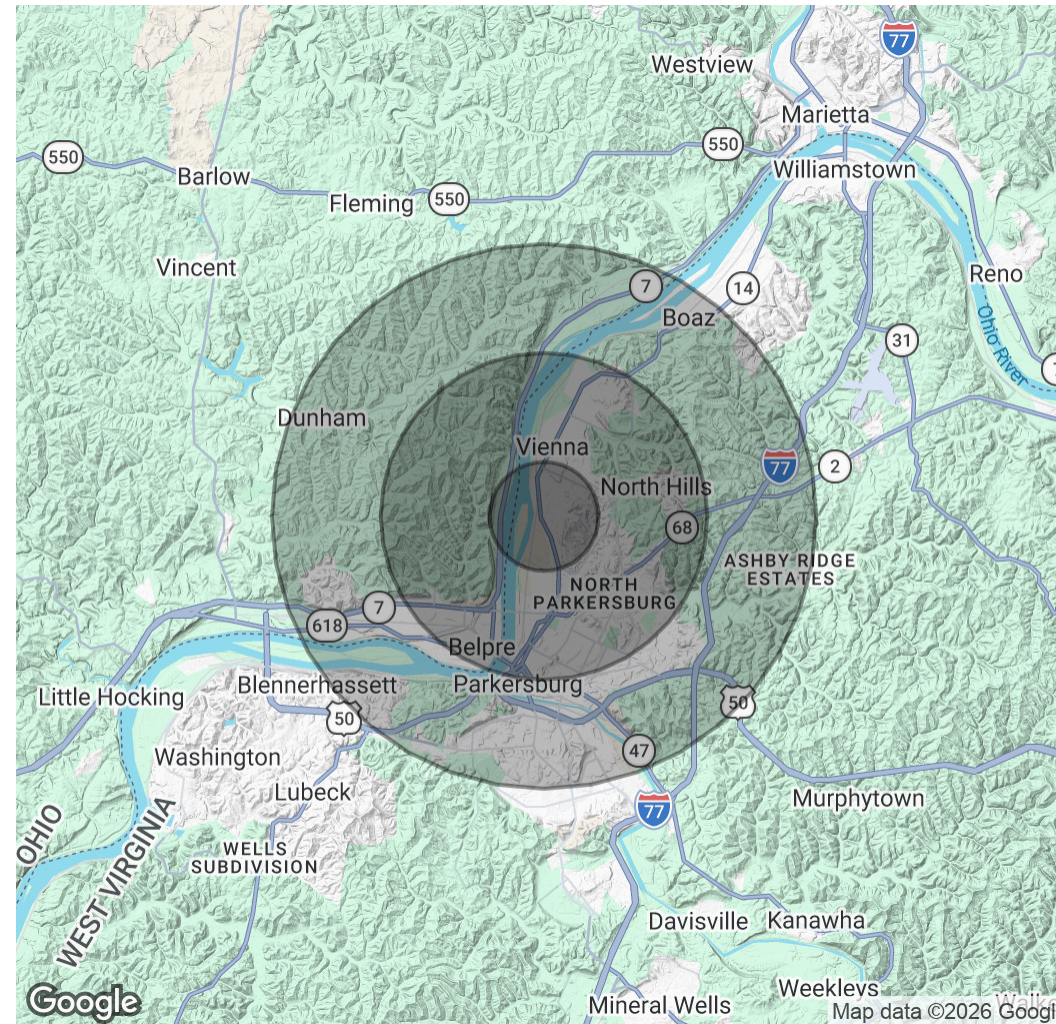 77
Westview
Marietta
550
550
Williamstown
Barlow
550
Fleming
Vincent
Reno
7
14
Boaz
Ohio River
31
7
Dunham
Vienna
77
2
North Hills
68
ASHBY RIDGE
ESTATES
NORTH
PARKERSBURG
7
618
Belpre
Blennerhassett
Parkersburg
Little Hocking
50
50
47
Washington
Lubeck
Murphytown
77
OHIO
WEST VIRGINIA
WELLS
SUBDIVISION
Davisville
Kanawha
Weekleys
Mineral Wells
Google
Map data ©2026 Googl